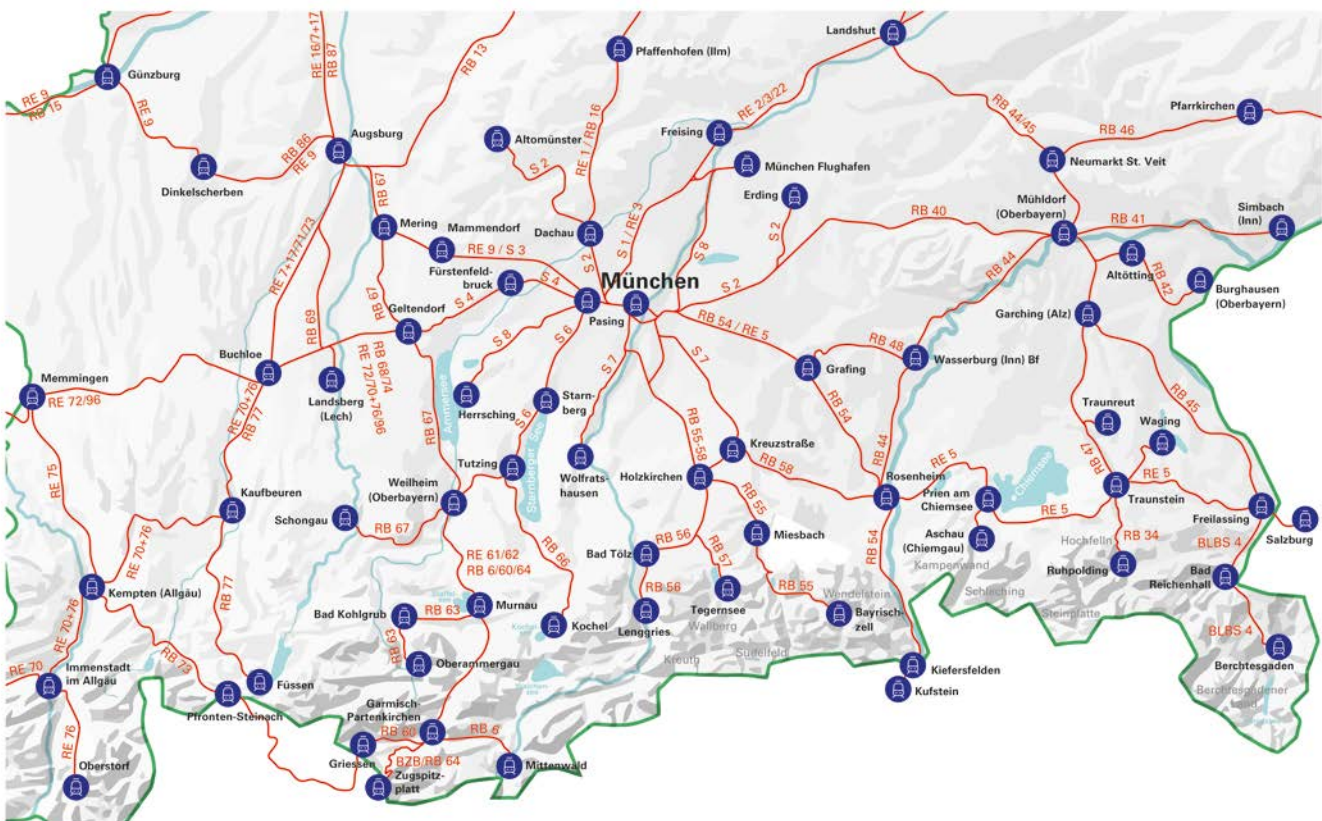 Landshut
Pfaffenhofen (Ilm)
Günzburg
RE 9
RB 15
RE 9
RE 16/7+17
RB 87
RB 13
RE 2/3/22
RB 44/45
RB 46
Pfarrkirchen
Augsburg
RB 86
RE 9
Altomünster
RE 1 / RB 16
Freising
München Flughafen
Neumarkt St. Veit
Dinkelscherben
S 2
Erding
RB 67
Mering
Mammendorf
Dachau
S 1 / RE 3
S 8
S 2
RB 40
Mühldorf
(Oberbayern)
RB 41
Simbach
(Inn)
RE 9 / S 3
S 2
Fürstenfeld-
bruck
München
RE 7+17/71/73
RB 67
S 4
S 4
Pasing
S 2
RB 44
Altötting
RB 42
Burghausen
(Oberbayern)
Geltendorf
RB 69
S 8
S 6
S 7
S 7
RB 54 / RE 5
RB 48
Garching (Alz)
Buchloe
RB 68/74
RE 72/70+76/96
Wasserburg (Inn) Bf
Grafing
Memmingen
RE 72/96
Landsberg
(Lech)
Herrsching
Starn-
berg
RE 70+76
RB 77
Ammersee
RB 67
S 6
Starnberger See
RB 54
RB 44
RB 45
Traunreut
Waging
RB 55-58
Kreuzstraße
RE 75
Tutzing
Wolfrats-
hausen
Holzkirchen
RB 58
Rosenheim
RE 5
Chiemsee
RB 47
RE 5
Kaufbeuren
Weilheim
(Oberbayern)
Prien am
Chiemsee
Traunstein
Schongau
RB 67
RB 55
RE 5
Freilassing
Salzburg
RE 70+76
RB 77
RE 61/62
RB 6/60/64
RB 66
RB 56
Bad Tölz
Miesbach
RB 54
Aschau
(Chiemgau)
Kampenwand
Hochfelln
RB 34
BLBS 4
Kempten (Allgäu)
RB 57
RB 56
RB 55
Wendelstein
Schleching
Ruhpolding
Bad
Reichenhall
Bad Kohlgrub
RB 63
Murnau
Tegernsee
Wallberg
Steinplatte
RE 70+76
RB 63
Kochel
Lenggries
Bayrisch-
zell
BLBS 4
RE 70
RB 73
Immenstadt
im Allgäu
Oberammergau
Kreuth
Sudelfeld
Kiefersfelden
Berchtesgaden
Füssen
Kufstein
Berchtesgadener
Land
Pfronten-Steinach
Garmisch-
Partenkirchen
RE 76
RB 60
RB 6
Griessen
BZB/RB 64
Mittenwald
Oberstorf
Zugspitz-
platt